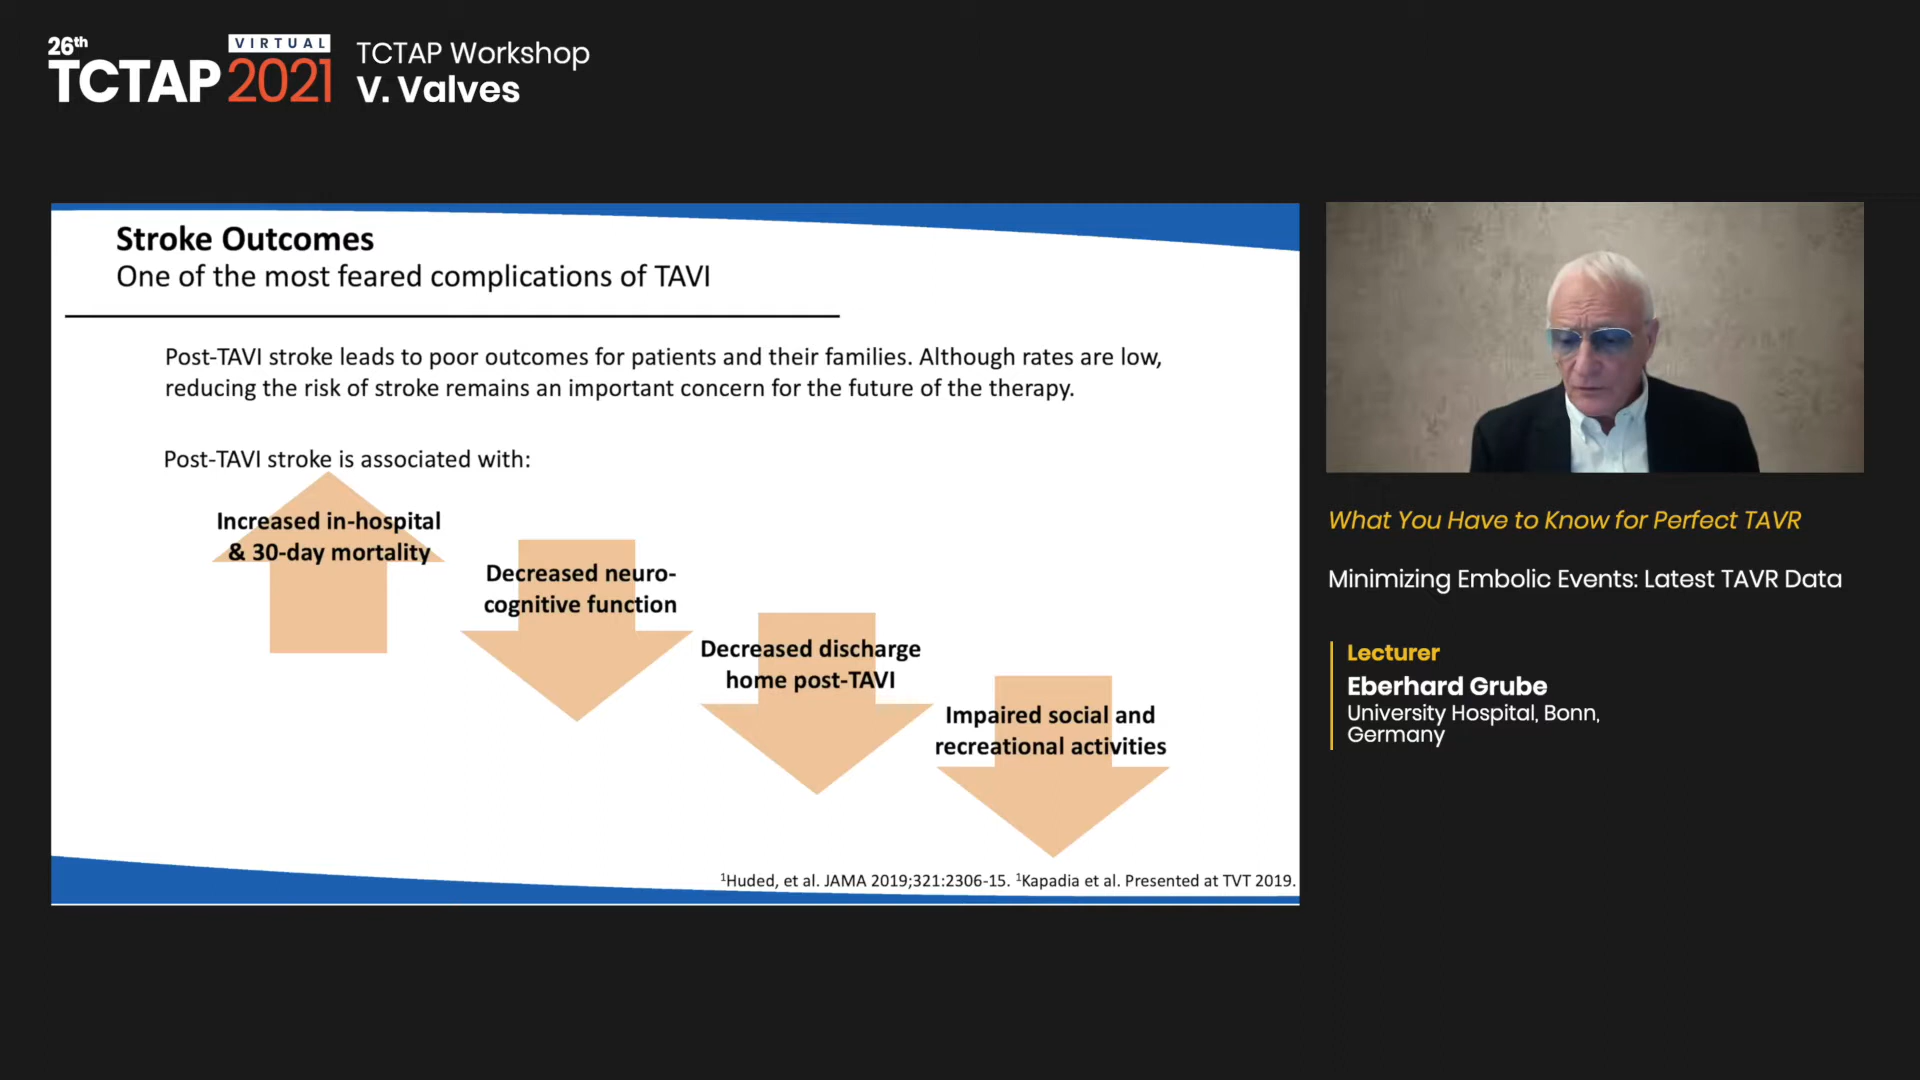 26th
VIRTUAL
TCTAP 2021
TCTAP Workshop
V. Valves
Stroke Outcomes
One of the most feared complications of TAVI
Post-TAVI stroke leads to poor outcomes for patients and their families. Although rates are low,
reducing the risk of stroke remains an important concern for the future of the therapy.
Post-TAVI stroke is associated with:
Increased in-hospital
& 30-day mortality
Decreased neuro-
cognitive function
Decreased discharge
home post-TAVI
Impaired social and
recreational activities
¹Huded, et al. JAMA 2019;321:2306-15. ¹Kapadia et al. Presented at TVT 2019.
What You Have to Know for Perfect TAVR
Minimizing Embolic Events: Latest TAVR Data
Lecturer
Eberhard Grube
University Hospital, Bonn,
Germany